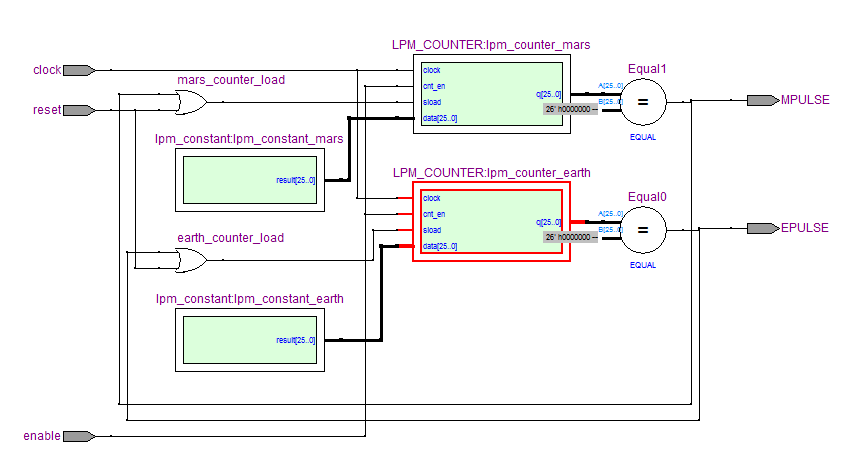 LPM_COUNTER:lpm_counter_mars
clock
mars_counter_load
clock
cnt_en
sload
data[25..0]
q[25..0]
26' h0000000
Equal1
A[25..0]
B[25..0]
=
EQUAL
MPULSE
reset
lpm_constant:lpm_constant_mars
result[25..0]
LPM_COUNTER:lpm_counter_earth
clock
cnt_en
sload
data[25..0]
q[25..0]
26' h0000000
Equal0
A[25..0]
B[25..0]
=
EQUAL
EPULSE
earth_counter_load
lpm_constant:lpm_constant_earth
result[25..0]
enable